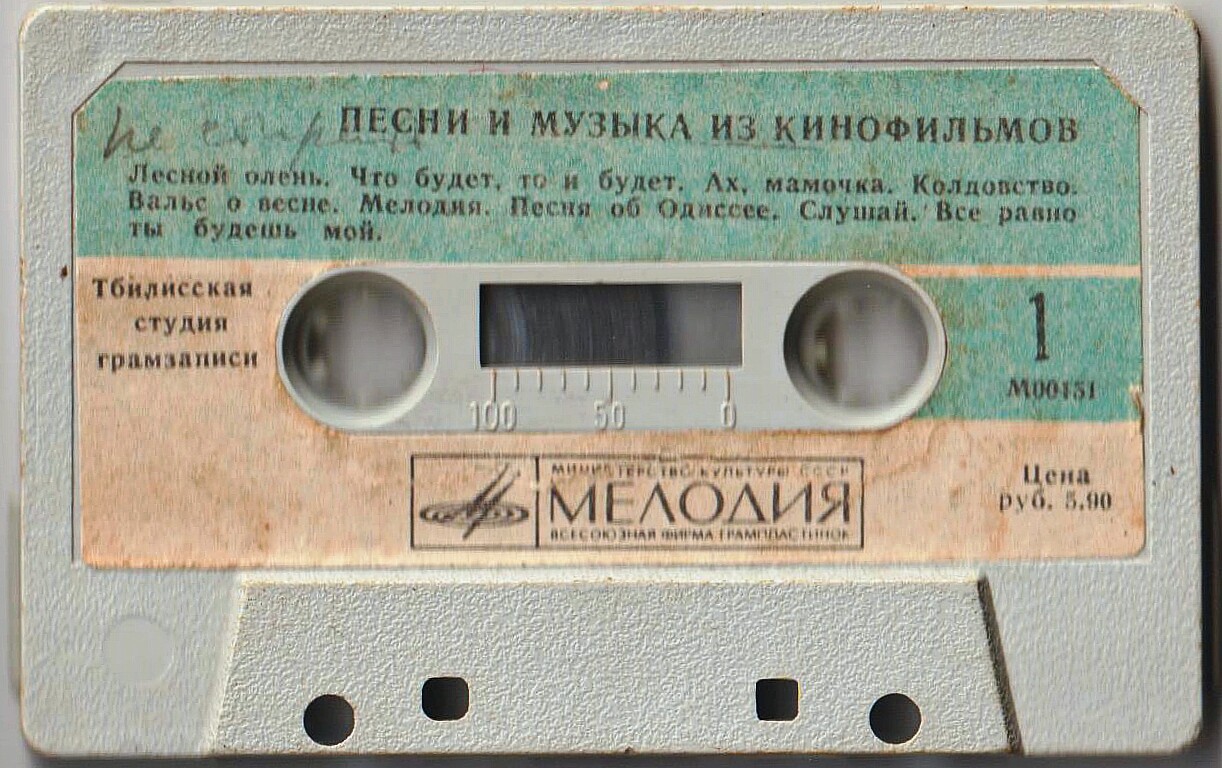 Не стирать
ПЕСНИ И МУЗЫКА ИЗ КИНОФИЛЬМОВ
Лесной олень. Что будет, то и будет. Ах, мамочка. Колдовство.
Вальс о весне. Мелодия. Песня об Одиссее. Слушай. Все равно
ты будешь мой.
Тбилисская
студия
грамзаписи
1
М00151
100 50 0
МИНИСТЕРСТВО КУЛЬТУРЫ СССР
МЕЛОДИЯ
ВСЕСОЮЗНАЯ ФИРМА ГРАМПЛАСТИНОК
Цена
руб. 5.90